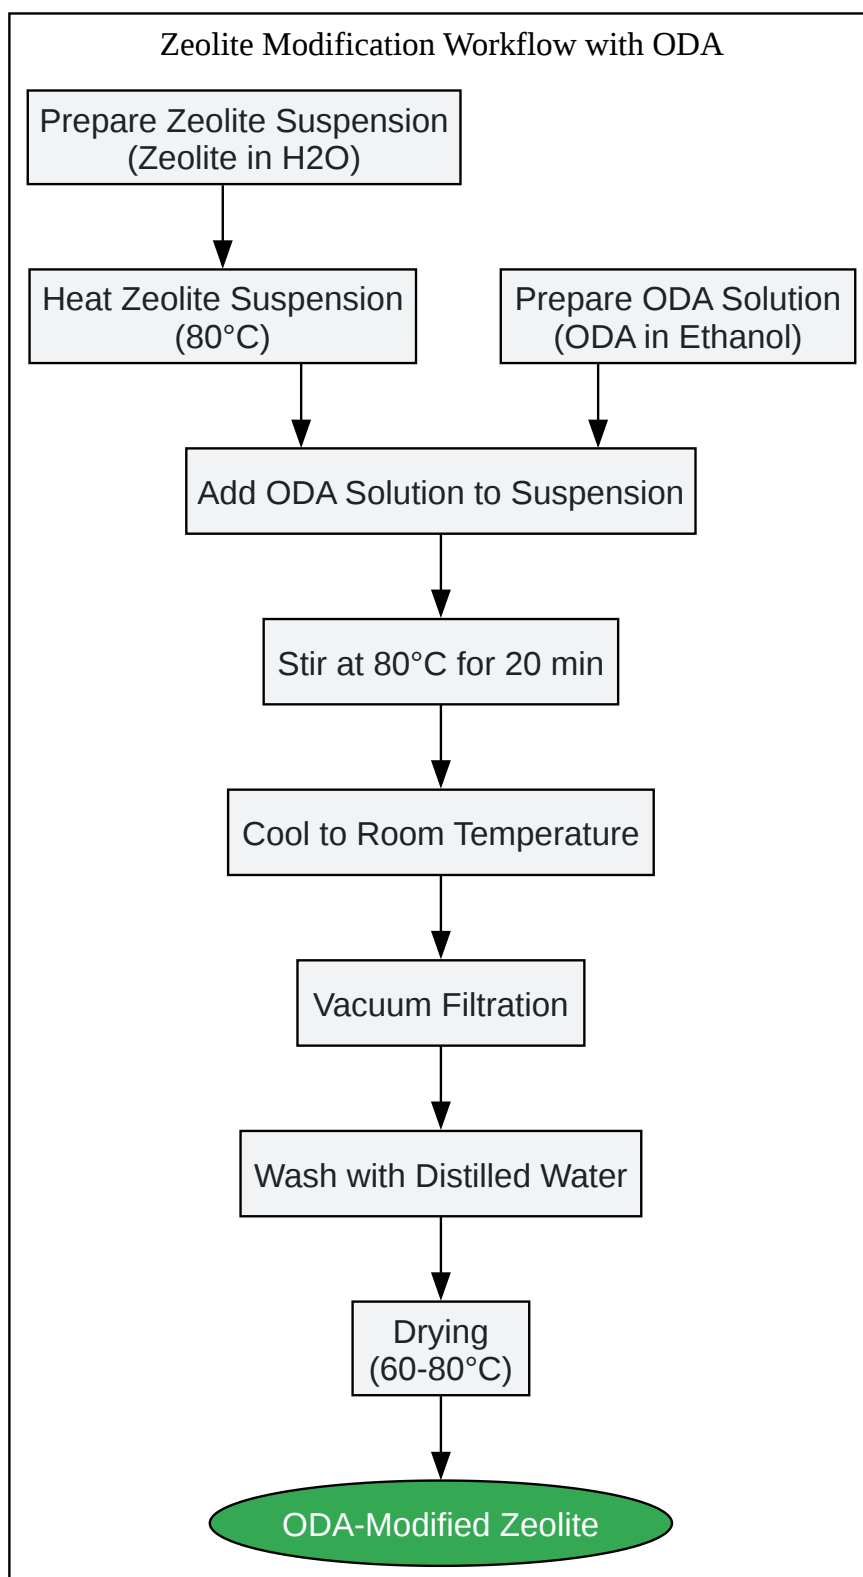 Zeolite Modification Workflow with ODA
Prepare Zeolite Suspension
(Zeolite in H2O)
Heat Zeolite Suspension
(80°C)
Prepare ODA Solution
(ODA in Ethanol)
Add ODA Solution to Suspension
Stir at 80°C for 20 min
Cool to Room Temperature
Vacuum Filtration
Wash with Distilled Water
Drying
(60-80°C)
ODA-Modified Zeolite